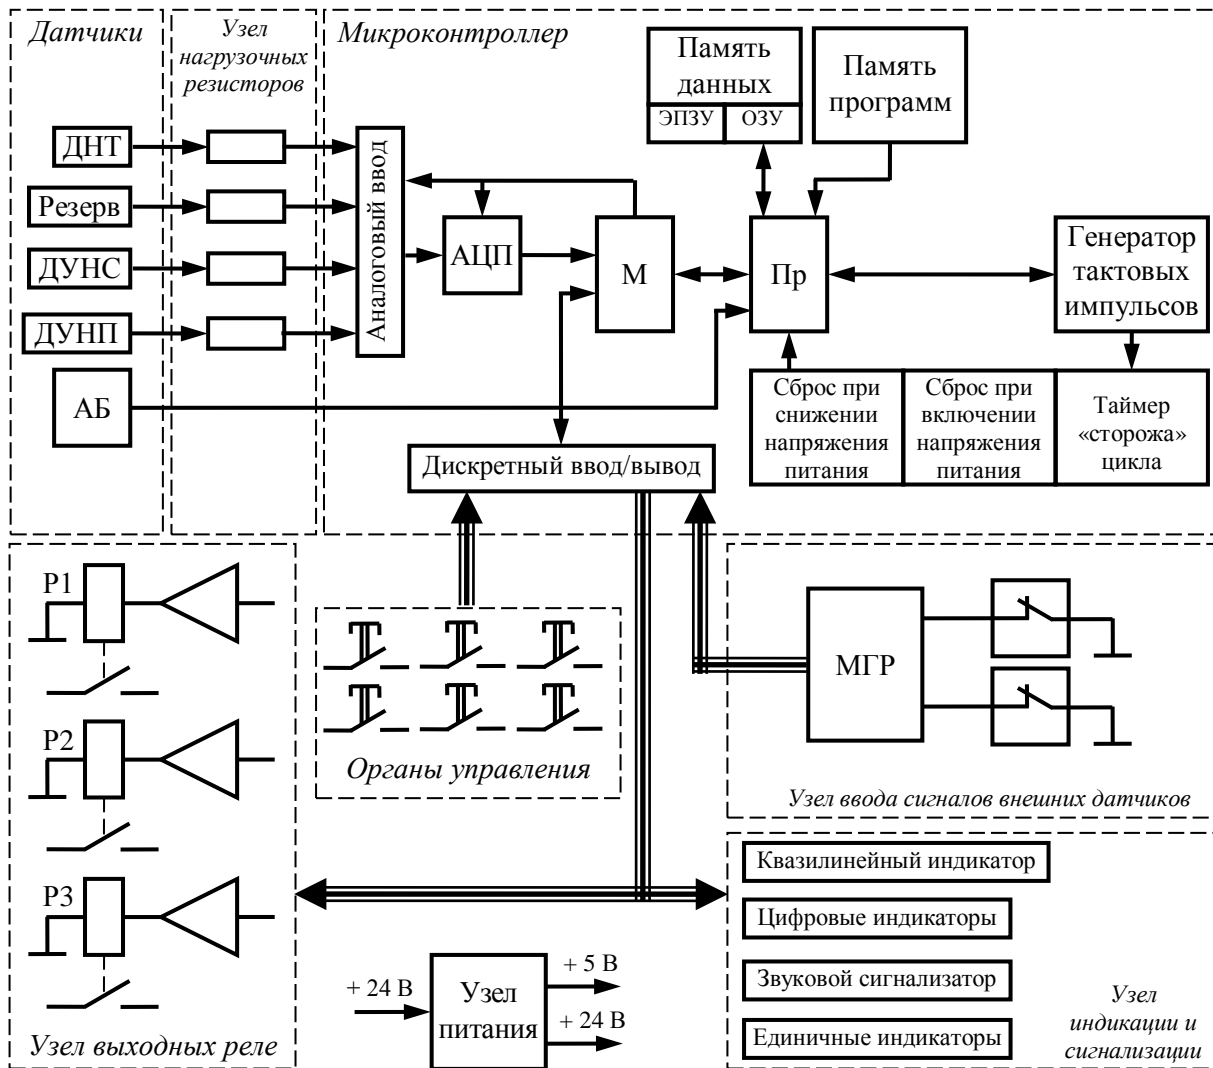 Датчики
Узел
нагрузочных
резисторов
Микроконтроллер
Память
данных
ЭПЗУ
ОЗУ
Память
программ
ДНТ
Резерв
ДУНС
ДУНП
АБ
Аналоговый ввод
АЦП
М
Пр
Генератор
тактовых
импульсов
Сброс при
снижении
напряжения
питания
Сброс при
включении
напряжения
питания
Таймер
«сторожа»
цикла
Дискретный ввод/вывод
Р1
Р2
Р3
Узел выходных реле
Органы управления
МГР
Узел ввода сигналов внешних датчиков
+ 24 В
Узел
питания
+ 5 В
+ 24 В
Квазилинейный индикатор
Цифровые индикаторы
Звуковой сигнализатор
Единичные индикаторы
Узел
индикации и
сигнализации